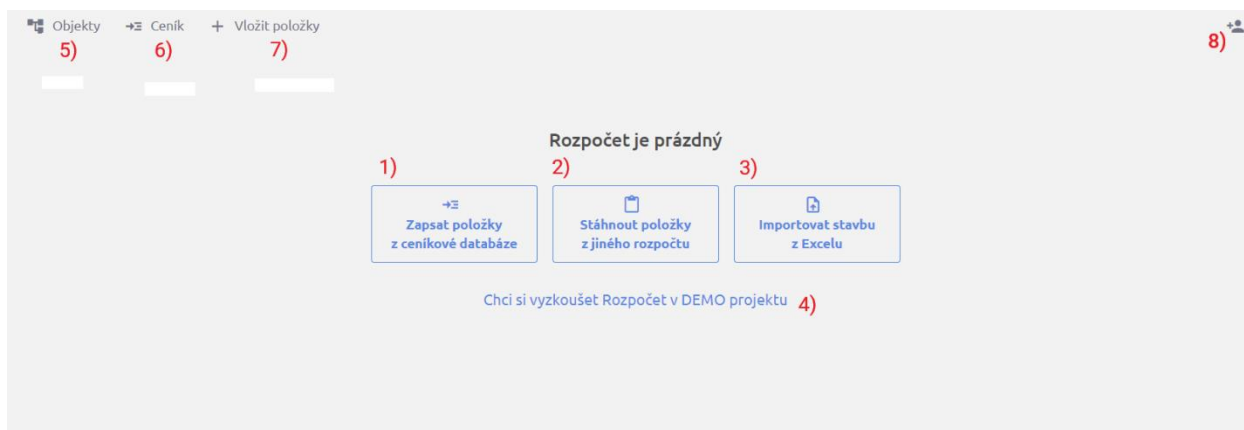 Objekty Ceník + Vložit položky
5) 6) 7) 8)
Rozpočet je prázdný
1) 2) 3)
Zapsat položky
z ceníkové databáze
Stáhnout položky
z jiného rozpočtu
Importovat stavbu
z Excelu
Chci si vyzkoušet Rozpočet v DEMO projektu 4)